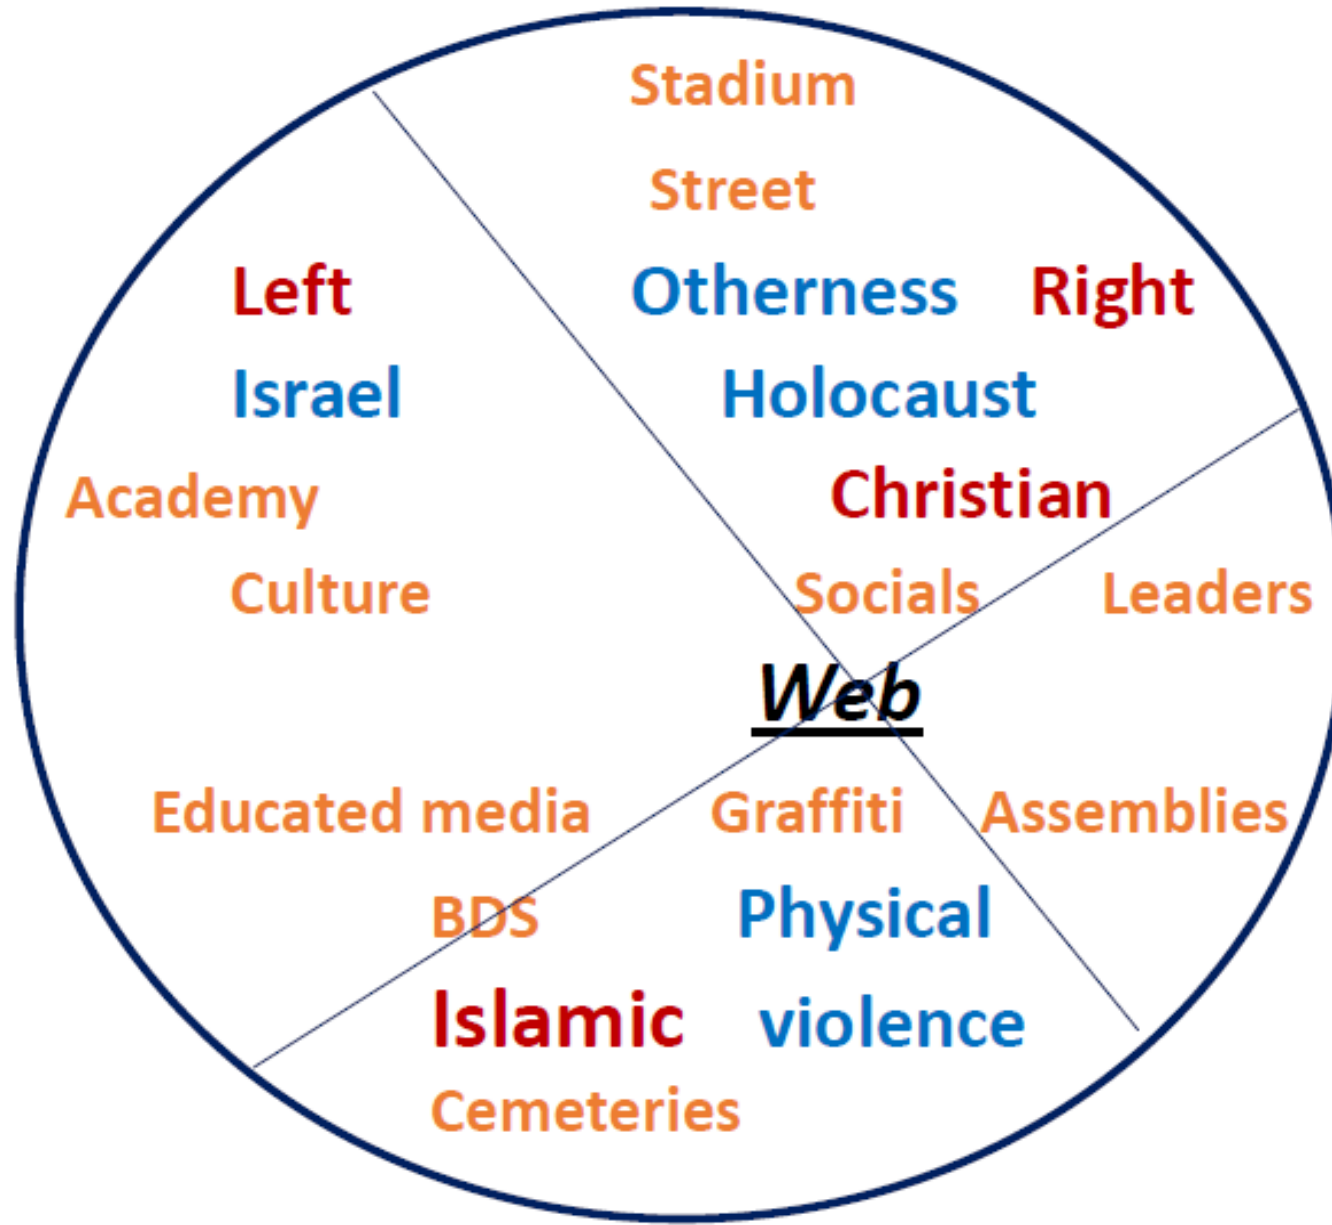 Stadium
Street
Left
Otherness
Right
Israel
Holocaust
Academy
Christian
Culture
Socials
Leaders
Web
Educated media
Graffiti
Assemblies
BDS
Physical
Islamic
violence
Cemeteries